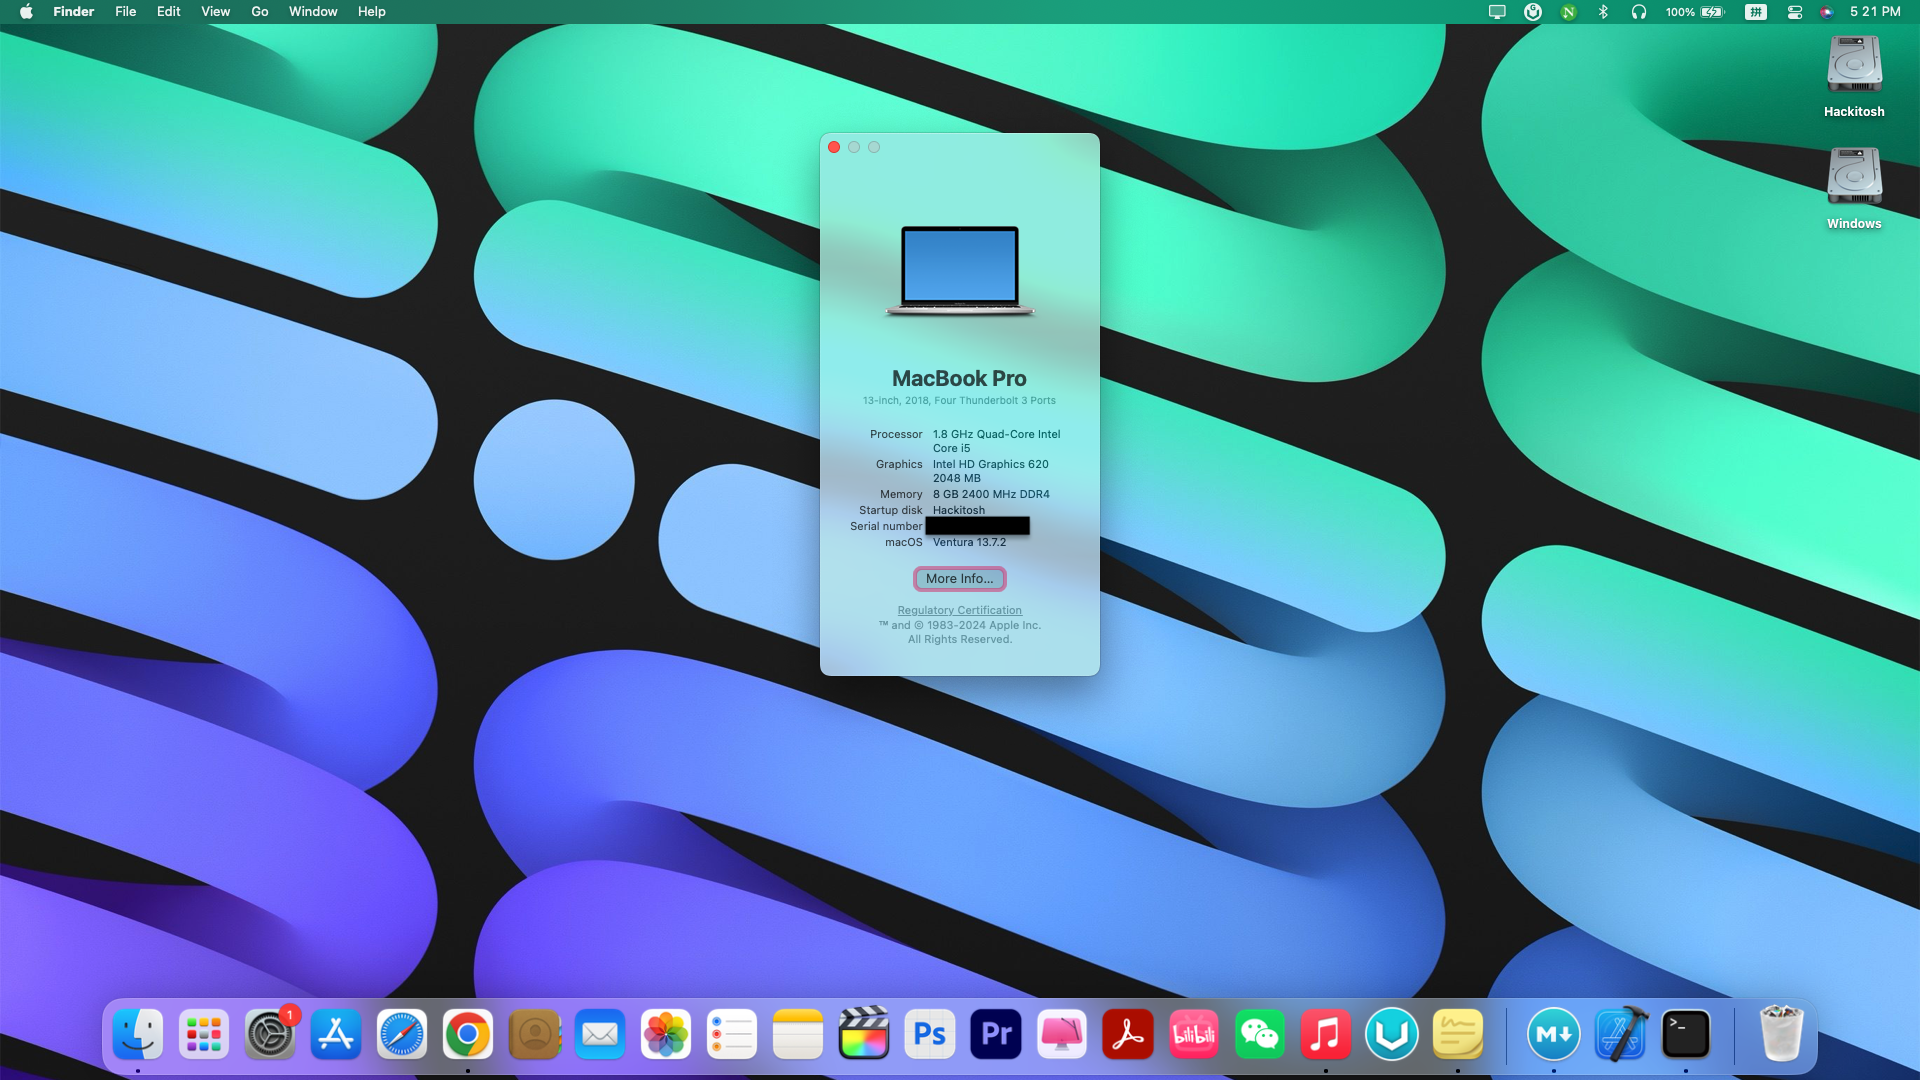 Finder File Edit View Go Window Help
N 100% 拼 5 21 PM
Hackitosh
Windows
MacBook Pro
13-inch, 2018, Four Thunderbolt 3 Ports
Processor 1.8 GHz Quad-Core Intel
Core i5
Graphics Intel HD Graphics 620
2048 MB
Memory 8 GB 2400 MHz DDR4
Startup disk Hackitosh
Serial number
macOS Ventura 13.7.2
More Info...
Regulatory Certification
™ and © 1983-2024 Apple Inc.
All Rights Reserved.
1
Ps Pr bilibili M >_